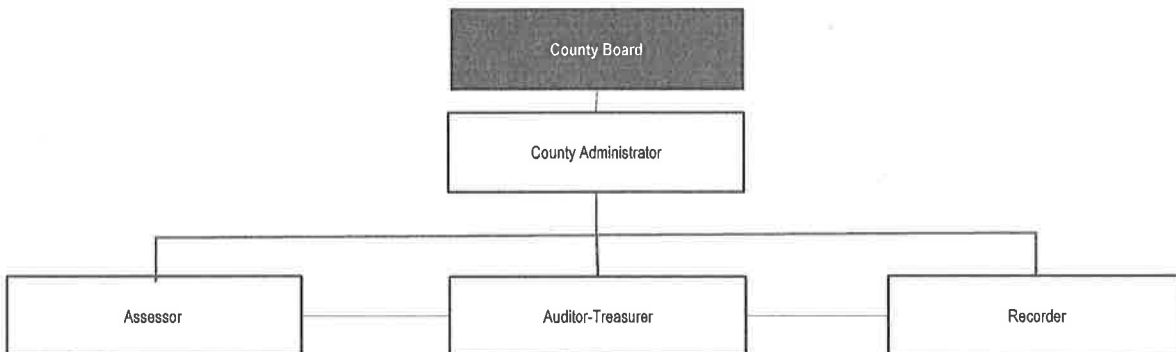 County Board
County Administrator
Assessor
Auditor-Treasurer
Recorder